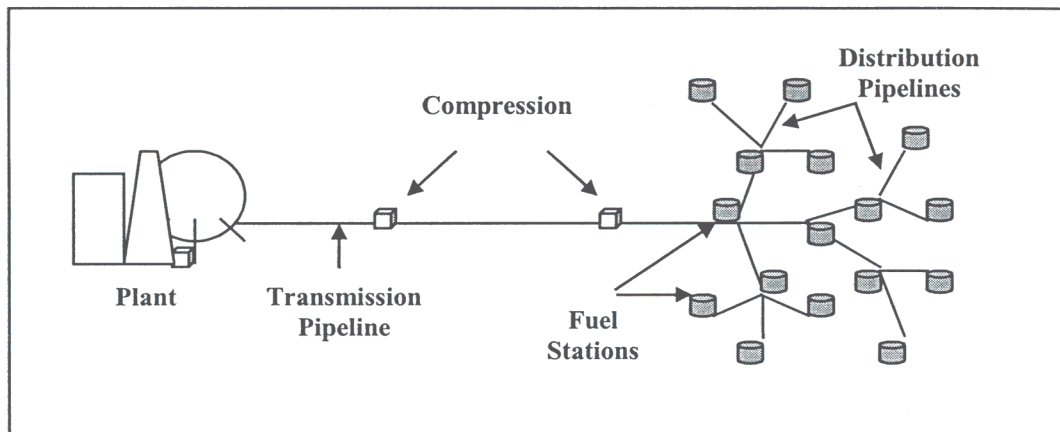 Distribution
Pipelines
Compression
Plant
Transmission
Pipeline
Fuel
Stations